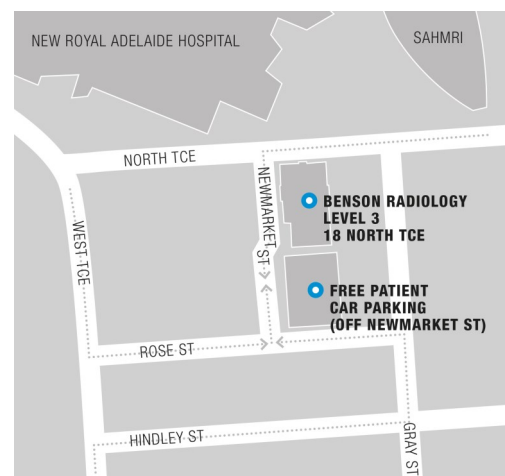 NEW ROYAL ADELAIDE HOSPITAL
SAHMRI
NORTH TCE
NEWMARKET ST
WEST TCE
BENSON RADIOLOGY
LEVEL 3
18 NORTH TCE
FREE PATIENT
CAR PARKING
(OFF NEWMARKET ST)
ROSE ST
HINDLEY ST
GRAY ST